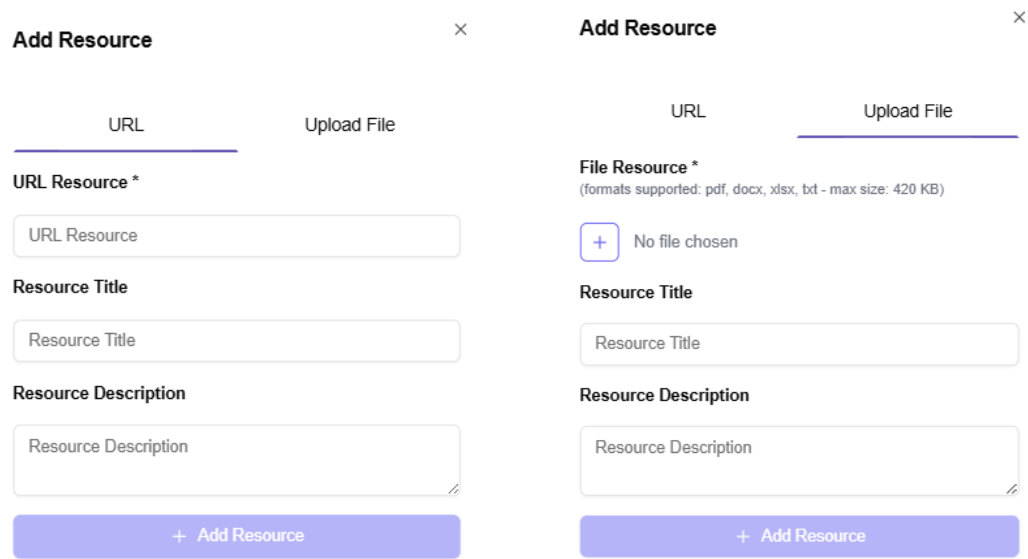 Add Resource
URL
Upload File
URL Resource *
URL Resource
Resource Title
Resource Title
Resource Description
Resource Description
+ Add Resource
Add Resource
URL
Upload File
File Resource *
(formats supported: pdf, docx, xlsx, txt - max size: 420 KB)
+ No file chosen
Resource Title
Resource Title
Resource Description
Resource Description
+ Add Resource